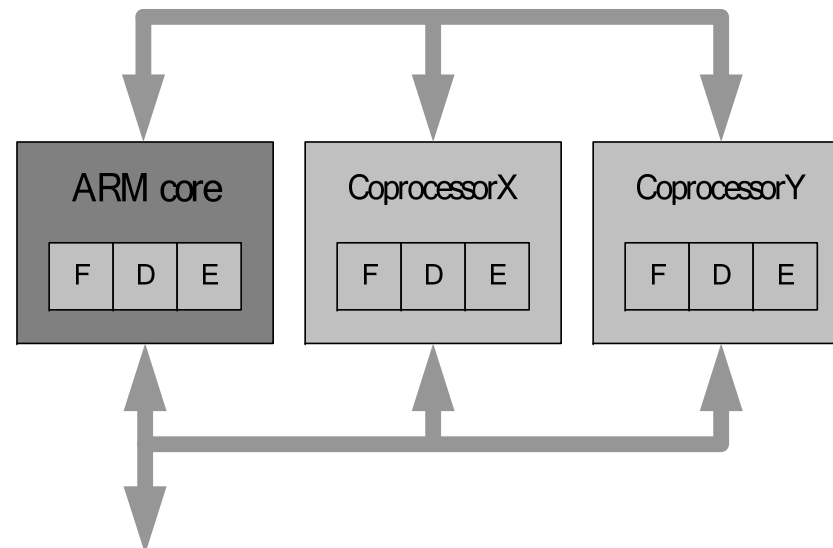 ARM core
CoprocessorX
CoprocessorY
F D E
F D E
F D E